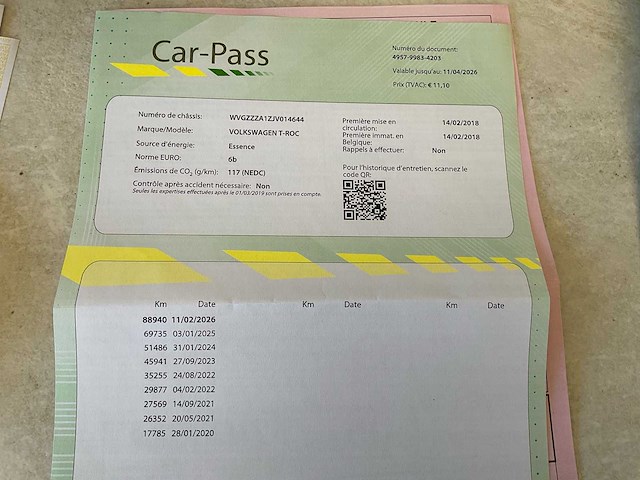 Car-Pass
Numéro du document:
4957-9983-4203
Valable jusqu'au: 11/04/2026
Prix (TVAC): € 11,10
Numéro de châssis: WVGZZZA1ZJV014644
Marque/Modèle: VOLKSWAGEN T-ROC
Source d'énergie: Essence
Norme EURO: 6b
Émissions de CO2 (g/km): 117 (NEDC)
Contrôle après accident nécessaire: Non
Seules les expertises effectuées après le 01/03/2019 sont prises en compte.
Première mise en circulation: 14/02/2018
Première immat. en Belgique: 14/02/2018
Rappels à effectuer: Non
Pour l'historique d'entretien, scannez le
code QR:
Km Date Km Date Km Date
88940 11/02/2026
69735 03/01/2025
51486 31/01/2024
45941 27/09/2023
35255 24/08/2022
29877 04/02/2022
27569 14/09/2021
26352 20/05/2021
17785 28/01/2020